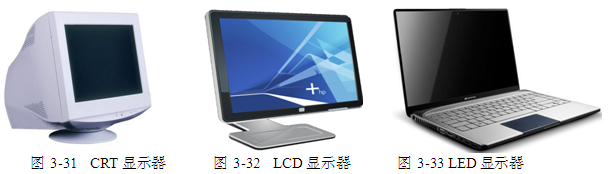 hp
图 3-31 CRT 显示器
图 3-32 LCD 显示器
图 3-33 LED 显示器